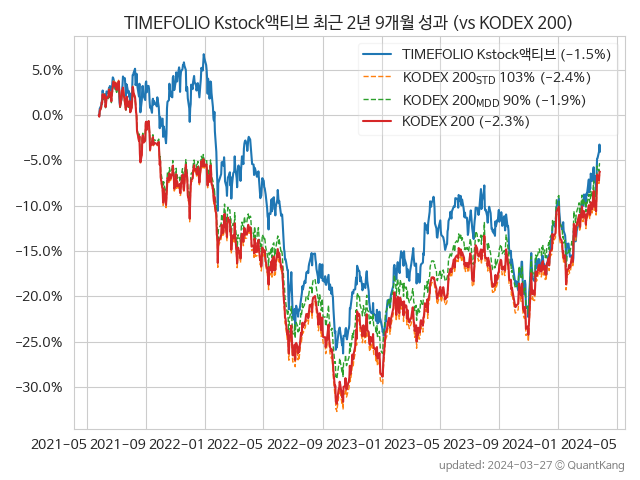 TIMEFOLIO Kstock액티브 최근 2년 9개월 성과 (vs KODEX 200)
TIMEFOLIO Kstock액티브 (−1.5%)
KODEX 200STD 103% (−2.4%)
KODEX 200MDD 90% (−1.9%)
KODEX 200 (−2.3%)
5.0%
0.0%
−5.0%
−10.0%
−15.0%
−20.0%
−25.0%
−30.0%
2021-05 2021-09 2022-01 2022-05 2022-09 2023-01 2023-05 2023-09 2024-01 2024-05
updated: 2024-03-27 © QuantKang